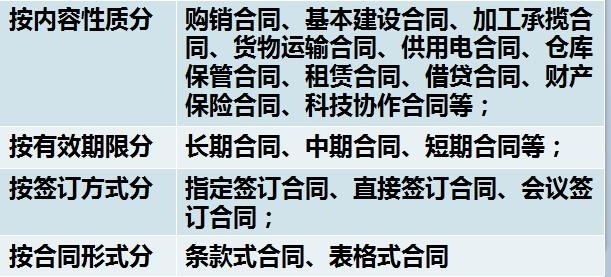 按内容性质分
购销合同、基本建设合同、加工承揽合
同、货物运输合同、供用电合同、仓库
保管合同、租赁合同、借贷合同、财产
保险合同、科技协作合同等；
按有效期限分
长期合同、中期合同、短期合同等；
按签订方式分
指定签订合同、直接签订合同、会议签
订合同；
按合同形式分
条款式合同、表格式合同